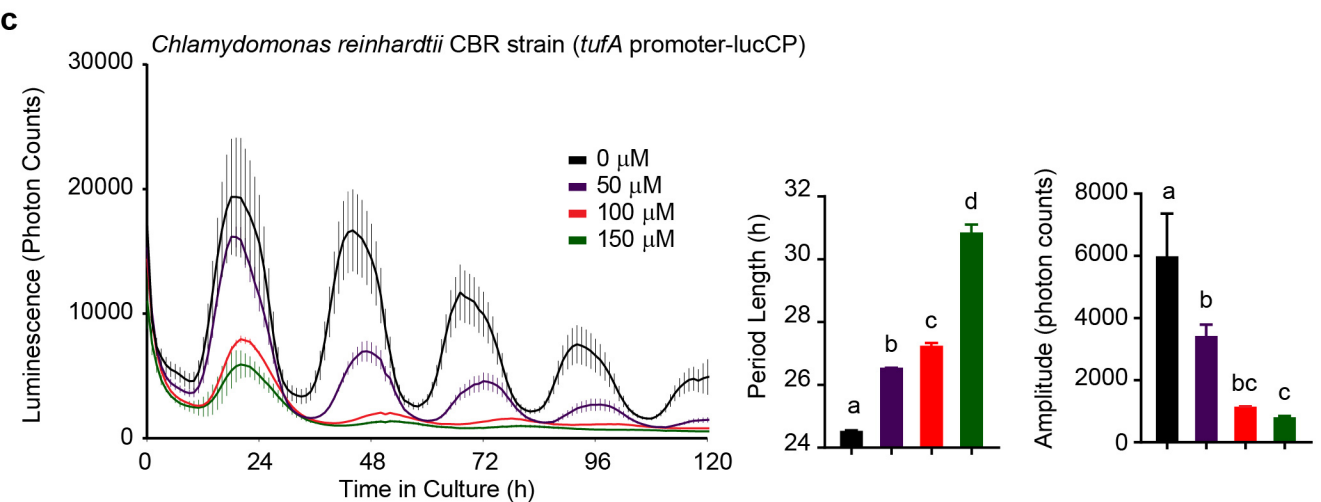 c
Chlamydomonas reinhardtii CBR strain (tufA promoter-lucCP)
Luminescence (Photon Counts)
30000
20000
10000
0
0 24 48 72 96 120
Time in Culture (h)
0 μM
50 μM
100 μM
150 μM
Period Length (h)
32
30
28
26
24
a b c d
Amplitude (photon counts)
8000
6000
4000
2000
0
a b bc c